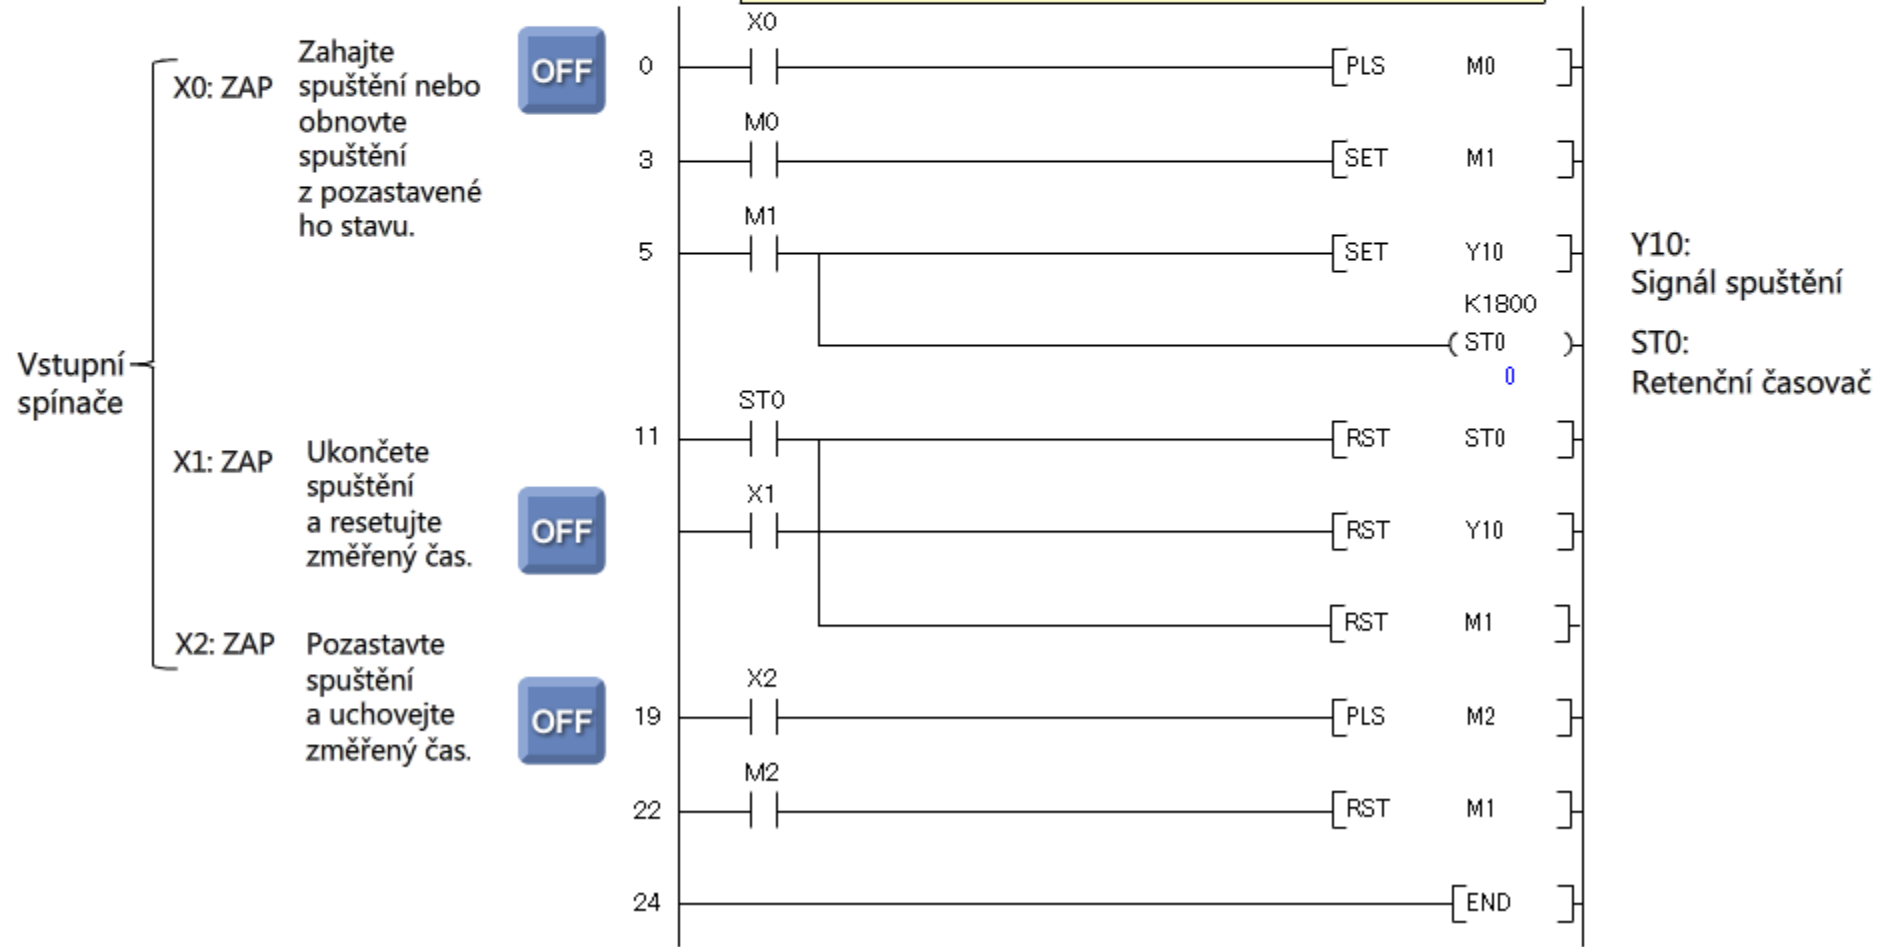 Vstupní
spínače
X0: ZAP
Zahajte
spuštění nebo
obnovte
spuštění
z pozastavené
ho stavu.
OFF
X1: ZAP
Ukončete
spuštění
a resetujte
změřený čas.
OFF
X2: ZAP
Pozastavte
spuštění
a uchovejte
změřený čas.
OFF
X0
0 PLS M0
M0
3 SET M1
M1
5 SET Y10
K1800
ST0
0
ST0
11 RST ST0
X1
RST Y10
RST M1
X2
19 PLS M2
M2
22 RST M1
24 END
Y10:
Signál spuštění
ST0:
Retenční časovač